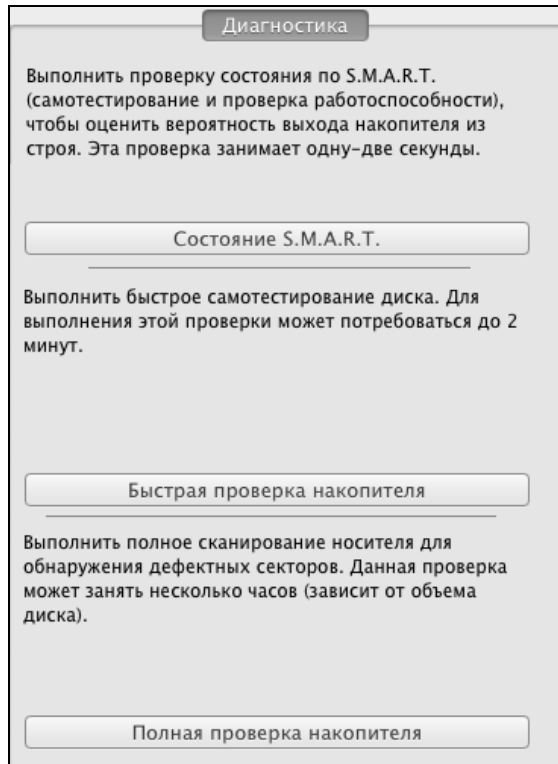 Диагностика
Выполнить проверку состояния по S.M.A.R.T.
(самотестирование и проверка работоспособности),
чтобы оценить вероятность выхода накопителя из
строя. Эта проверка занимает одну-две секунды.
Состояние S.M.A.R.T.
Выполнить быстрое самотестирование диска. Для
выполнения этой проверки может потребоваться до 2
минут.
Быстрая проверка накопителя
Выполнить полное сканирование носителя для
обнаружения дефектных секторов. Данная проверка
может занять несколько часов (зависит от объема
диска).
Полная проверка накопителя